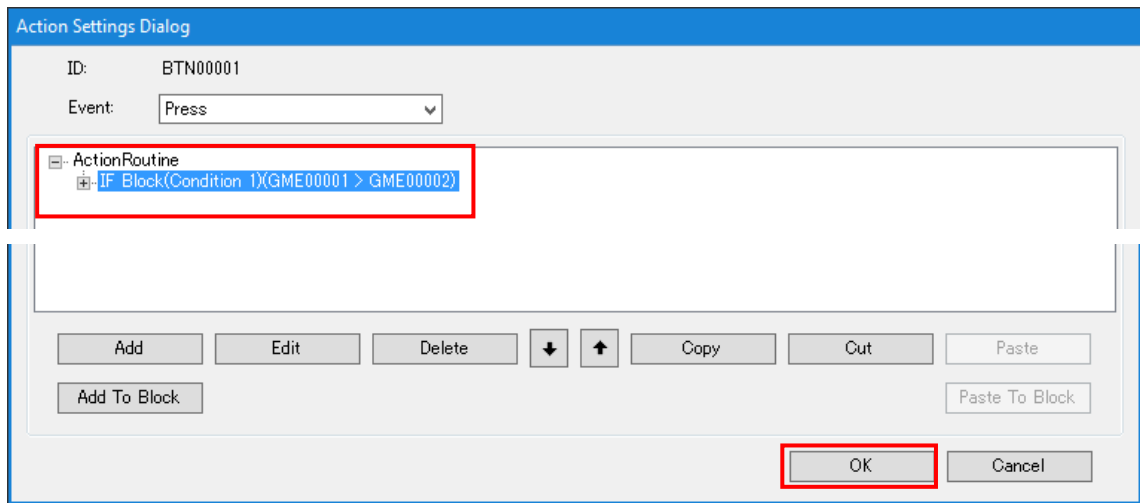 Action Settings Dialog
ID: BTN00001
Event: Press
ActionRoutine
IF Block(Condition 1)(GME00001 > GME00002)
Add Edit Delete Copy Cut Paste
Add To Block Paste To Block
OK Cancel